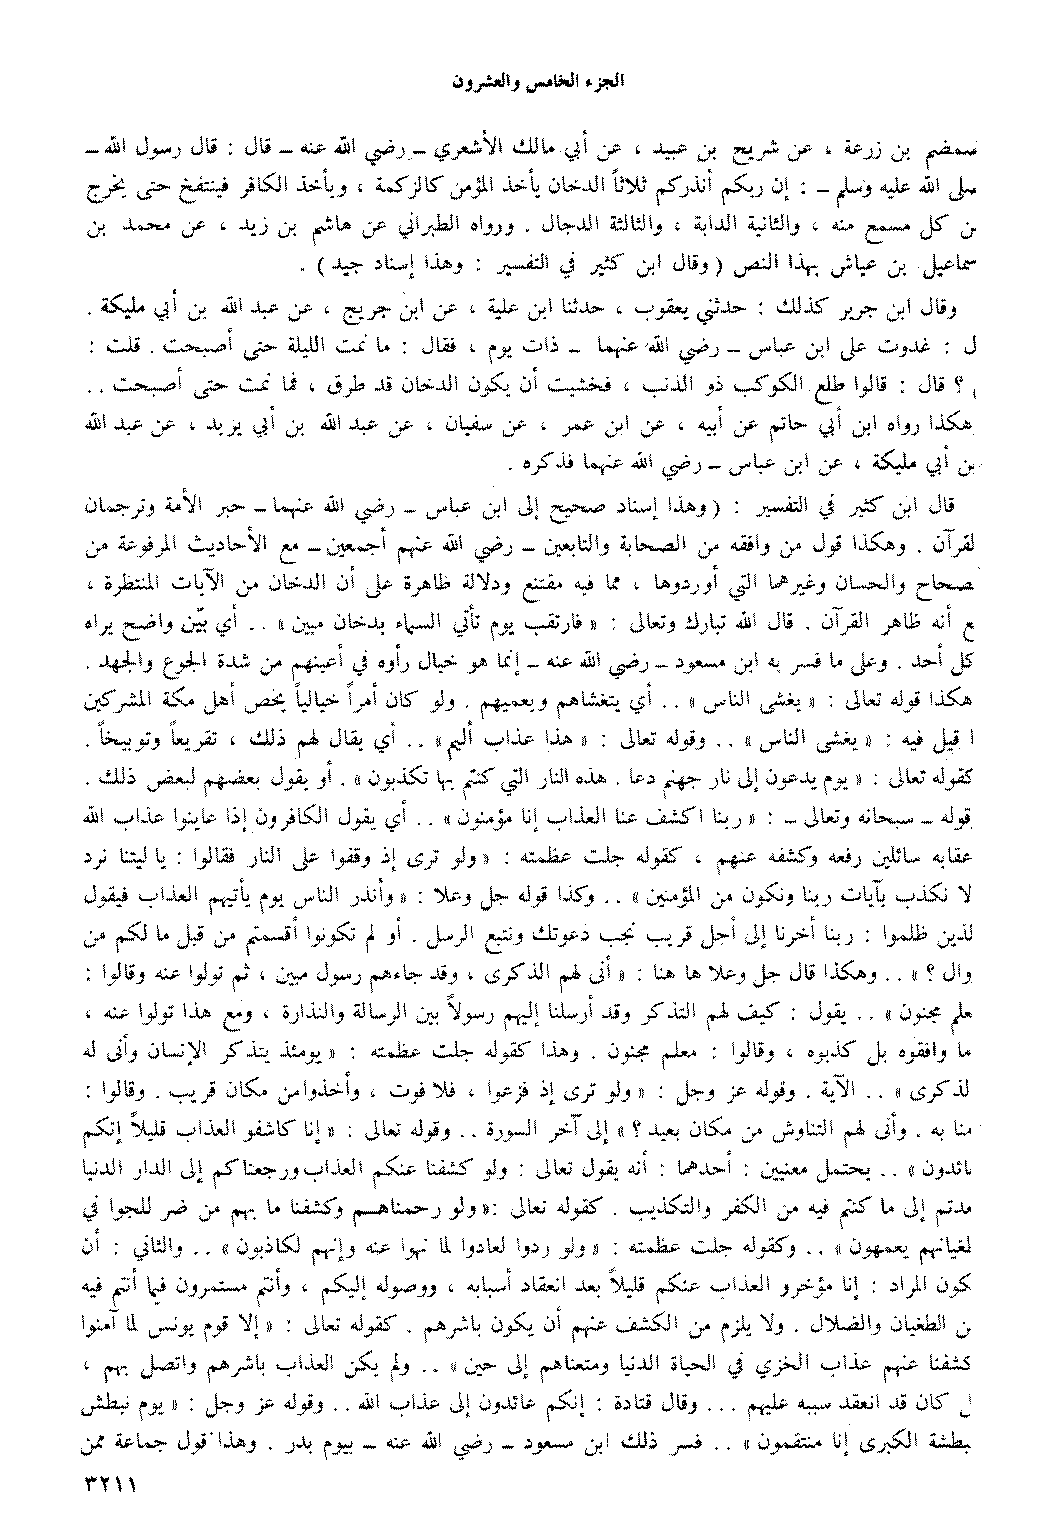 الجزء الخامس والعشرون
ضمضم بن زرعة ، عن شريح بن عبيد ، عن أبي مالك الأشعري – رضي الله عنه – قال : قال رسول الله –
صلى الله عليه وسلم – : إن ربكم أنذركم ثلاثاً الدخان يأخذ المؤمن كالزكمة ، ويأخذ الكافر فينتفخ حتى يخرج
من كل مسمع منه ، والثانية الدابة ، والثالثة الدجال . ورواه الطبراني عن هاشم بن زيد ، عن محمد بن
سماعيل بن عياش بهذا النص ( وقال ابن كثير في التفسير : وهذا إسناد جيد ) .
وقال ابن جرير كذلك : حدثني يعقوب ، حدثنا ابن علية ، عن ابن جريج ، عن عبد الله بن أبي مليكة .
ل : غدوت على ابن عباس – رضي الله عنهما – ذات يوم ، فقال : ما نمت الليلة حتى أصبحت . قلت :
؟ قال : قالوا طلع الكوكب ذو الذنب ، فخشيت أن يكون الدخان قد طرق ، فما نمت حتى أصبحت ..
هكذا رواه ابن أبي حاتم عن أبيه ، عن ابن عمر ، عن سفيان ، عن عبد الله بن أبي يزيد ، عن عبد الله
بن أبي مليكة ، عن ابن عباس – رضي الله عنهما فذكره .
قال ابن كثير في التفسير : ( وهذا إسناد صحيح إلى ابن عباس – رضي الله عنهما– حبر الأمة وترجمان
لقرآن . وهكذا قول من وافقه من الصحابة والتابعين – رضي الله عنهم أجمعين – مع الأحاديث المرفوعة من
لصحاح والحسان وغيرهما التي أوردوها ، مما فيه مقتنع ودلالة ظاهرة على أن الدخان من الآيات المنتظرة ،
ع أنه ظاهر القرآن . قال الله تبارك وتعالى : « فارتقب يوم تأتي السماء بدخان مبين » .. أي بيّن واضح يراه
كل أحد . وعلى ما فسر به ابن مسعود – رضي الله عنه – إنما هو خيال رأوه في أعينهم من شدة الجوع والجهد .
هكذا قوله تعالى : « يغشى الناس » .. أي يتغشاهم ويعميهم . ولو كان أمراً خيالياً يخص أهل مكة المشركين
ا قيل فيه : « يغشى الناس » .. وقوله تعالى : « هذا عذاب أليم» .. أي يقال لهم ذلك ، تقريعاً وتوبيخاً .
كقوله تعالى : « يوم يدعون إلى نار جهنم دعا . هذه النار التي كنتم بها تكذبون » . أو يقول بعضهم لبعض ذلك .
قوله – سبحانه وتعالى – : « ربنا اكشف عنا العذاب إنا مؤمنون » .. أي يقول الكافرون إذا عاينوا عذاب الله
عقابه سائلين رفعه وكشفه عنهم ، كقوله جلت عظمته : «ولو ترى إذ وقفوا على النار فقالوا : يا ليتنا نرد
لا نكذب بآيات ربنا ونكون من المؤمنين » .. وكذا قوله جل وعلا : « وأنذر الناس يوم يأتيهم العذاب فيقول
لذين ظلموا : ربنا أخرنا إلى أجل قريب نجب دعوتك ونتبع الرسل . أو لم تكونوا أقسمتم من قبل ما لكم من
وال ؟ » .. وهكذا قال جل وعلا ها هنا : « أنى لهم الذكرى ، وقد جاءهم رسول مبين ، ثم تولوا عنه وقالوا :
علم مجنون » .. يقول : كيف لهم التذكر وقد أرسلنا إليهم رسولاً بين الرسالة والنذارة ، ومع هذا تولوا عنه ،
ما وافقوه بل كذبوه ، وقالوا : معلم مجنون . وهذا كقوله جلت عظمته : « يومئذ يتذكر الإنسان وأنى له
لذكرى » .. الآية . وقوله عز وجل : « ولو ترى إذ فزعوا ، فلا فوت ، وأخذوا من مكان قريب . وقالوا :
منا به . وأنى لهم التناوش من مكان بعيد ؟ » إلى آخر السورة .. وقوله تعالى : « إنا كاشفو العذاب قليلاً إنكم
ائدون » .. يحتمل معنيين : أحدهما : أنه يقول تعالى : ولو كشفنا عنكم العذاب ورجعناكم إلى الدار الدنيا
مدتم إلى ما كنتم فيه من الكفر والتكذيب . كقوله تعالى :« ولو رحمناهم وكشفنا ما بهم من ضر للجوا في
لغيانهم يعمهون » .. وكقوله جلت عظمته : « ولو ردوا لعادوا لما نهوا عنه وإنهم لكاذبون » .. والثاني : أن
كون المراد : إنا مؤخرو العذاب عنكم قليلاً بعد انعقاد أسبابه ، ووصوله إليكم ، وأنتم مستمرون فيما أنتم فيه
ن الطغيان والضلال . ولا يلزم من الكشف عنهم أن يكون باشرهم . كقوله تعالى : « إلا قوم يونس لما آمنوا
كشفنا عنهم عذاب الخزي في الحياة الدنيا ومتعناهم إلى حين » .. ولم يكن العذاب باشرهم واتصل بهم ،
ل كان قد انعقد سببه عليهم ... وقال قتادة : إنكم عائدون إلى عذاب الله .. وقوله عز وجل : « يوم نبطش
بطشة الكبرى إنا منتقمون » .. فسر ذلك ابن مسعود – رضي الله عنه – بيوم بدر . وهذا قول جماعة ممن
٣٢١١